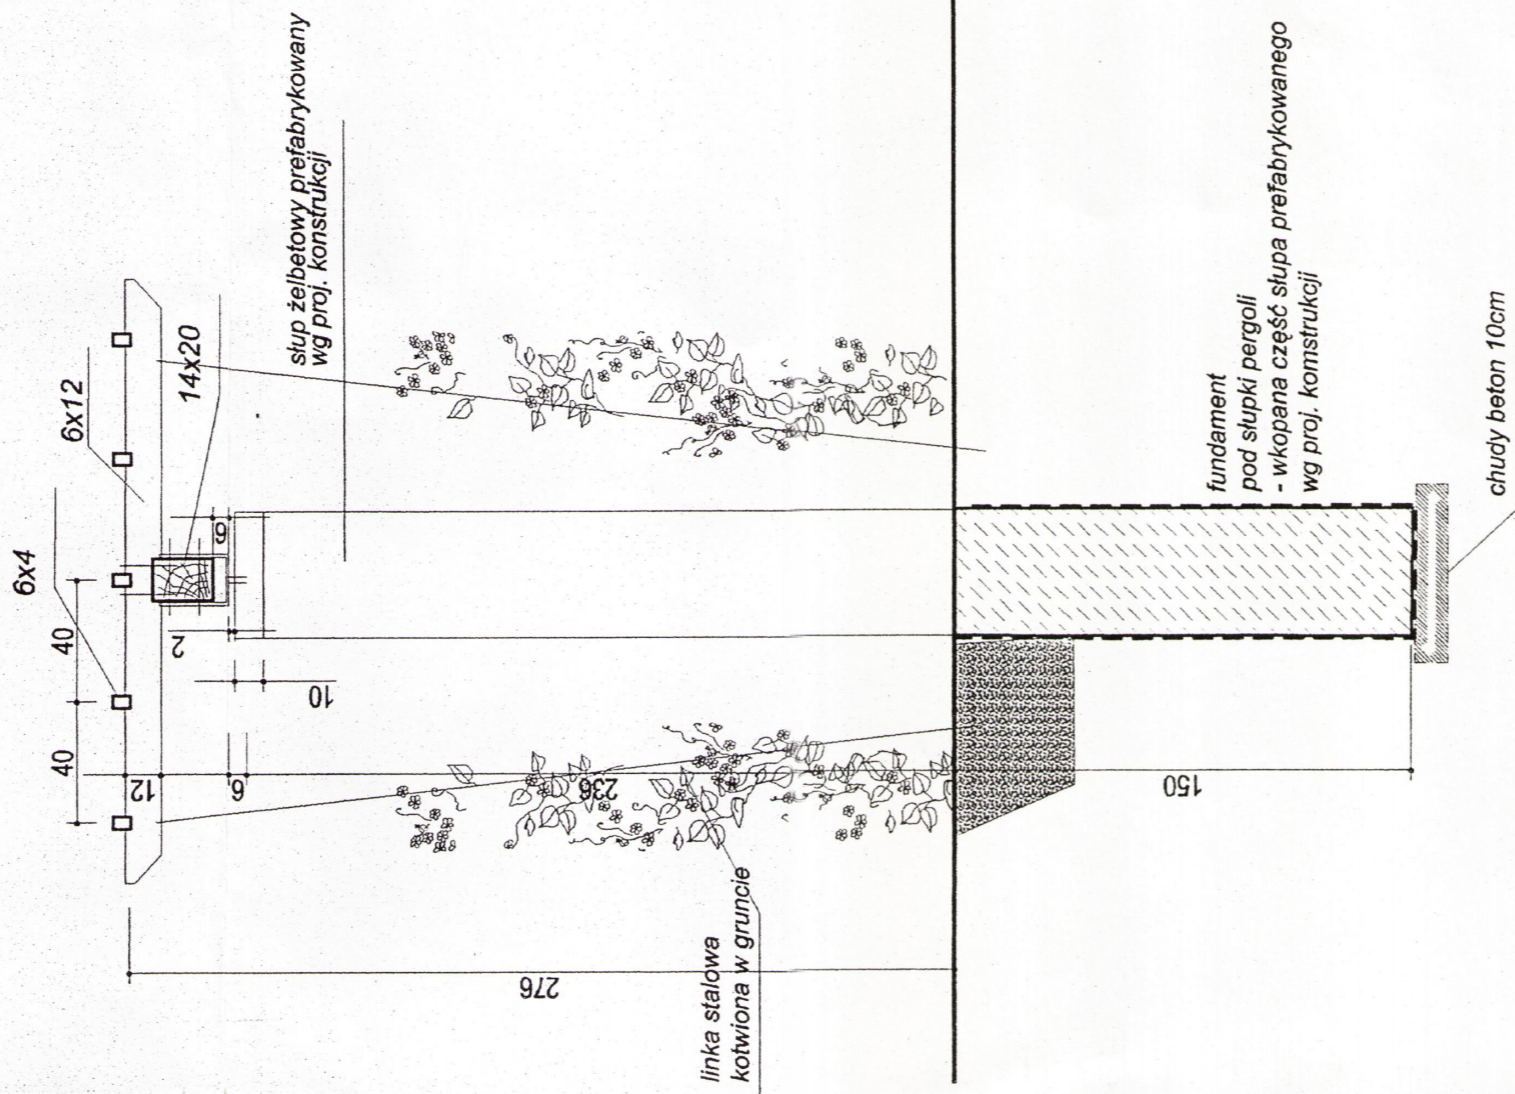 6x4
6x12
14x20
40
40
12
6
2
6
10
słup żelbetowy prefabrykowany
wg proj. konstrukcji
236
276
linka stalowa
kotwiona w gruncie
150
fundament
pod słupki pergoli
- wkopana część słupa prefabrykowanego
wg proj. konstrukcji
chudy beton 10cm